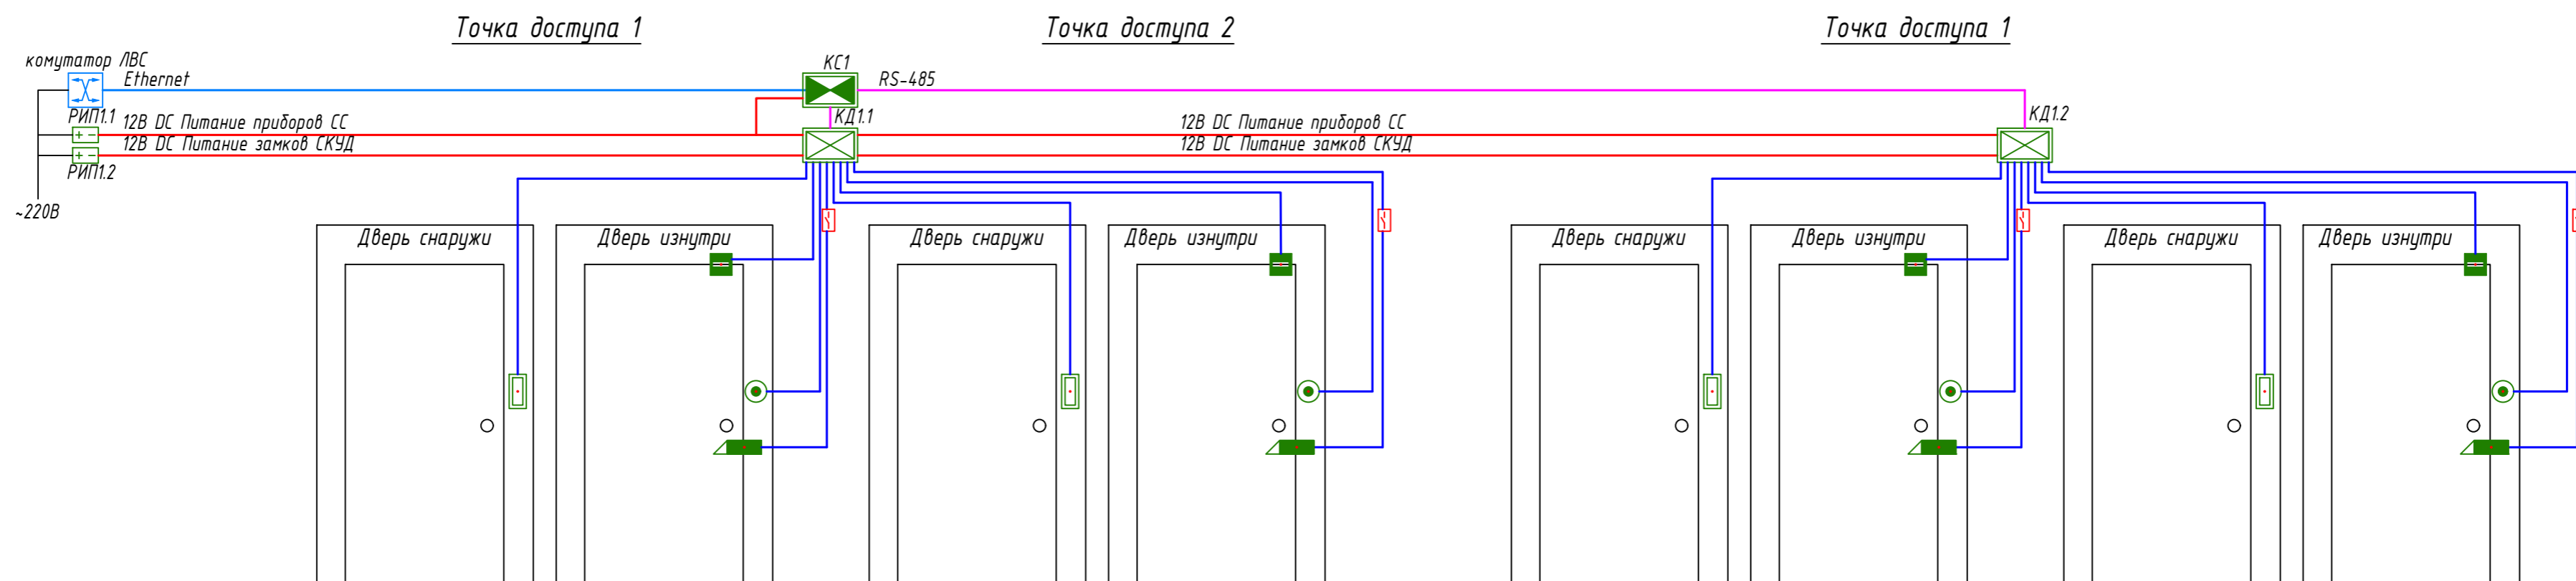 Точка доступа 1
Точка доступа 2
Точка доступа 1
комутатор ЛВС
Ethernet
КС1
RS-485
РИП1.1
12В DC Питание приборов СС
КД1.1
12В DC Питание приборов СС
КД1.2
12В DC Питание замков СКУД
12В DC Питание замков СКУД
РИП1.2
~220В
Дверь снаружи
Дверь изнутри
Дверь снаружи
Дверь изнутри
Дверь снаружи
Дверь изнутри
Дверь снаружи
Дверь изнутри